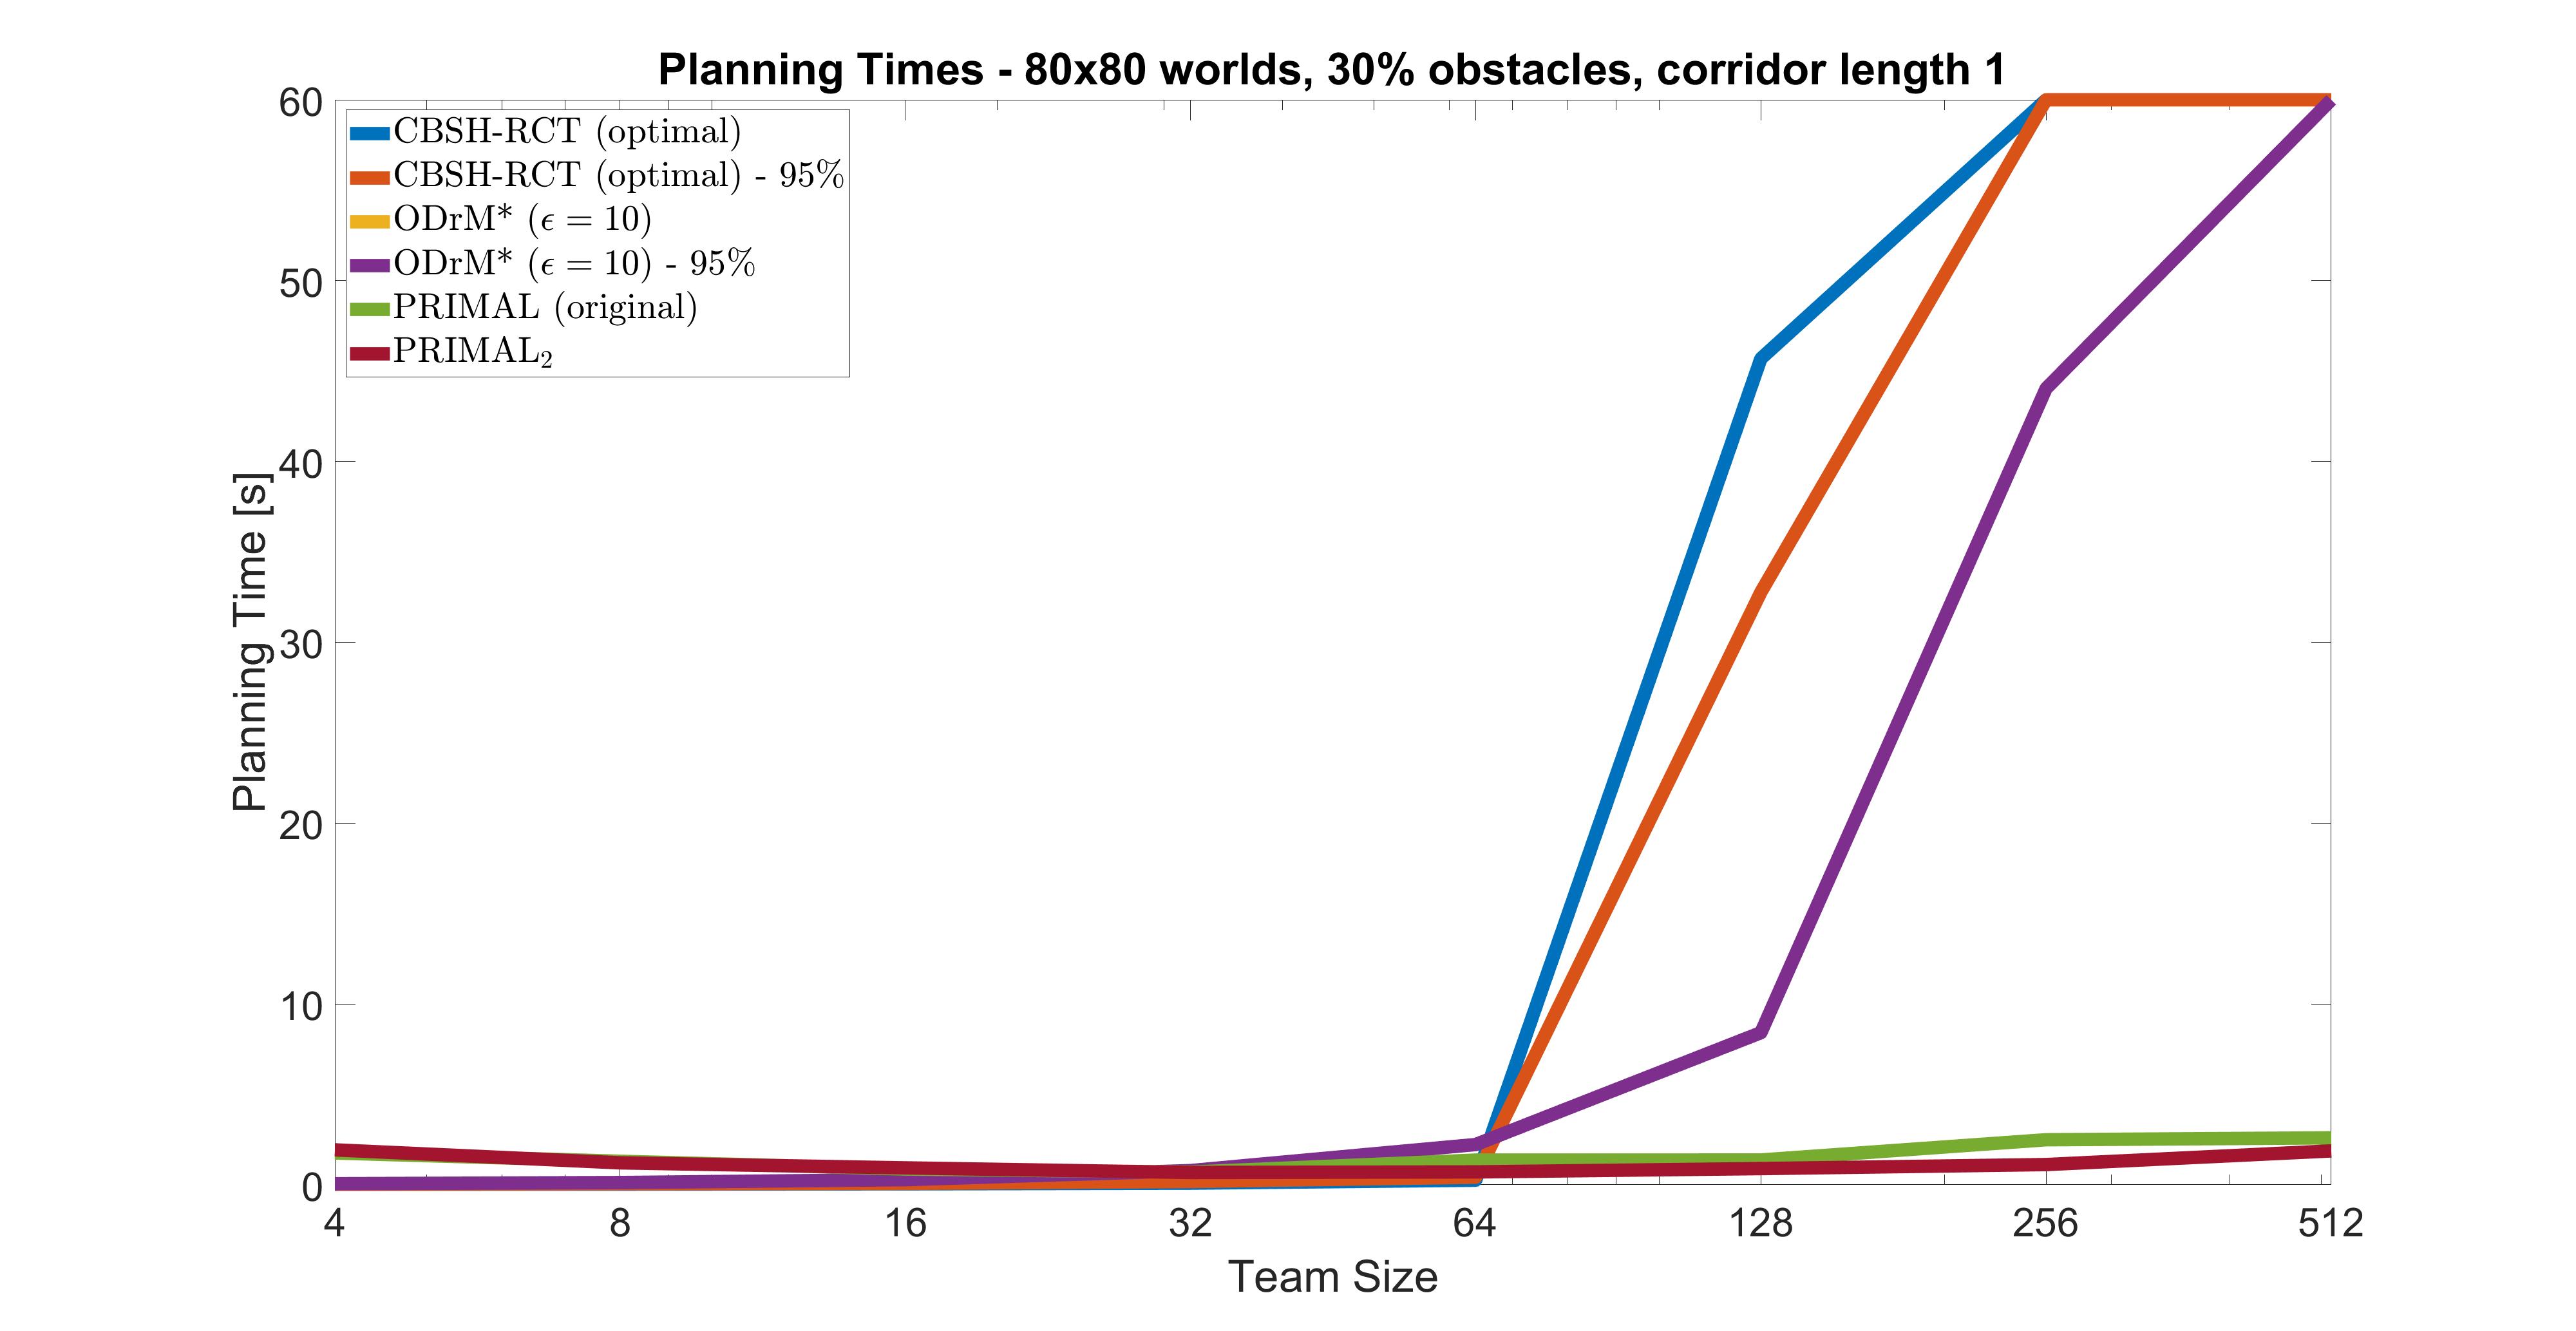 Planning Times - 80x80 worlds, 30% obstacles, corridor length 1
60
50
40
30
20
10
0
Planning Time [s]
CBSH-RCT (optimal)
CBSH-RCT (optimal) - 95%
ODrM* (ϵ = 10)
ODrM* (ϵ = 10) - 95%
PRIMAL (original)
PRIMAL₂
4 8 16 32 64 128 256 512
Team Size